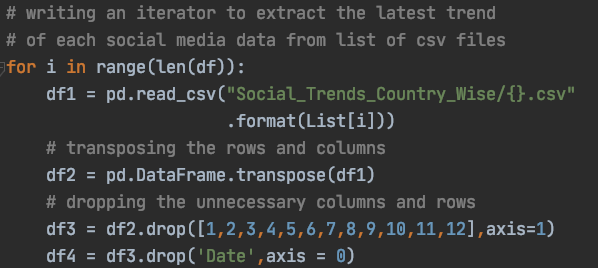 # writing an iterator to extract the latest trend
# of each social media data from list of csv files
for i in range(len(df)):
    df1 = pd.read_csv("Social_Trends_Country_Wise/{}.csv"
                      .format(List[i]))
    # transposing the rows and columns
    df2 = pd.DataFrame.transpose(df1)
    # dropping the unnecessary columns and rows
    df3 = df2.drop([1,2,3,4,5,6,7,8,9,10,11,12],axis=1)
    df4 = df3.drop('Date',axis = 0)